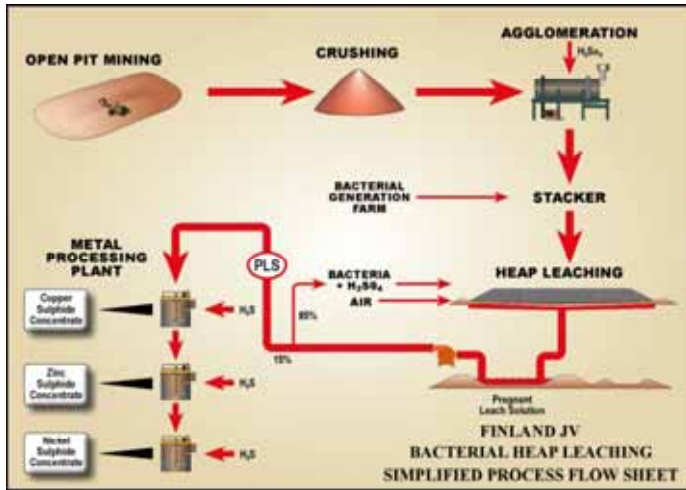 OPEN PIT MINING
CRUSHING
AGGLOMERATION
H₂So₄
BACTERIAL
GENERATION
FARM
STACKER
METAL
PROCESSING
PLANT
PLS
BACTERIA
+ H₂So₄
AIR
HEAP LEACHING
85%
15%
Copper
Sulphide
Concentrate
H₂S
Zinc
Sulphide
Concentrate
H₂S
Nickel
Sulphide
Concentrate
H₂S
Pregnant
Leach Solution
FINLAND JV
BACTERIAL HEAP LEACHING
SIMPLIFIED PROCESS FLOW SHEET